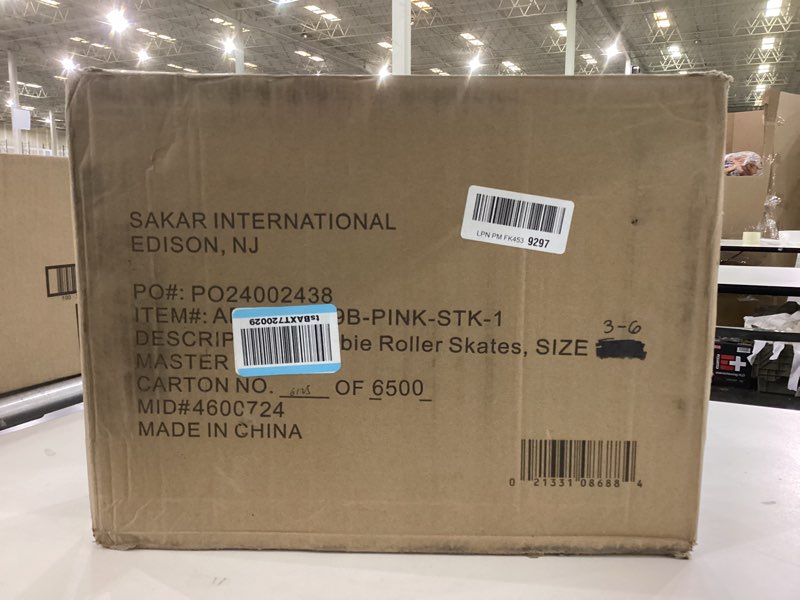 SAKAR INTERNATIONAL
EDISON, NJ
LPN PM FK453 9297
PO#: PO24002438
ITEM#: A 9B-PINK-STK-1
tsBAX7720029
DESCRIP bie Roller Skates, SIZE 3-6
MASTER
CARTON NO. OF 6500
MID#4600724
MADE IN CHINA
0 21331 08688 4